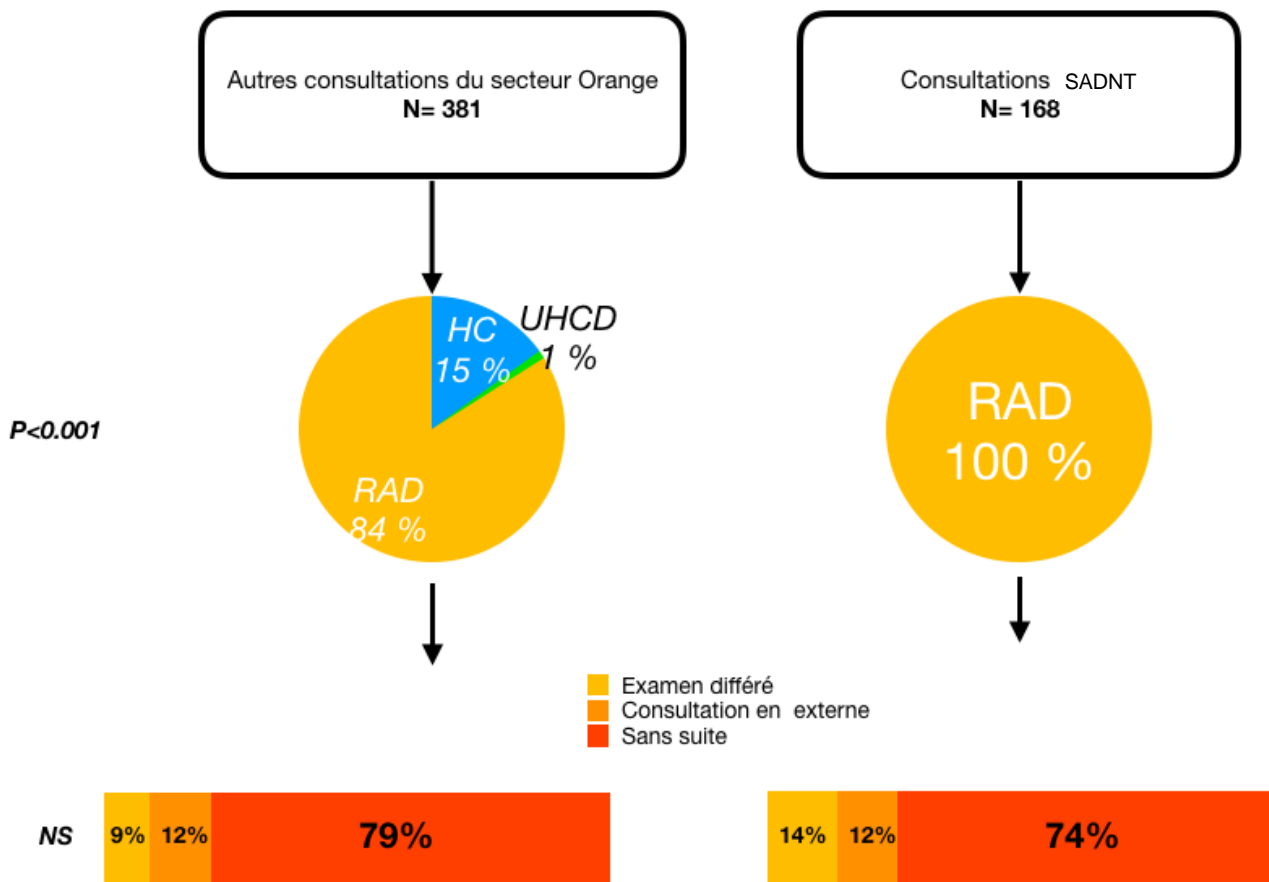 Autres consultations du secteur Orange
N= 381
Consultations SADNT
N= 168
HC
15 %
UHCD
1 %
RAD
84 %
P<0.001
RAD
100 %
Examen différé
Consultation en externe
Sans suite
NS
9%
12%
79%
14%
12%
74%